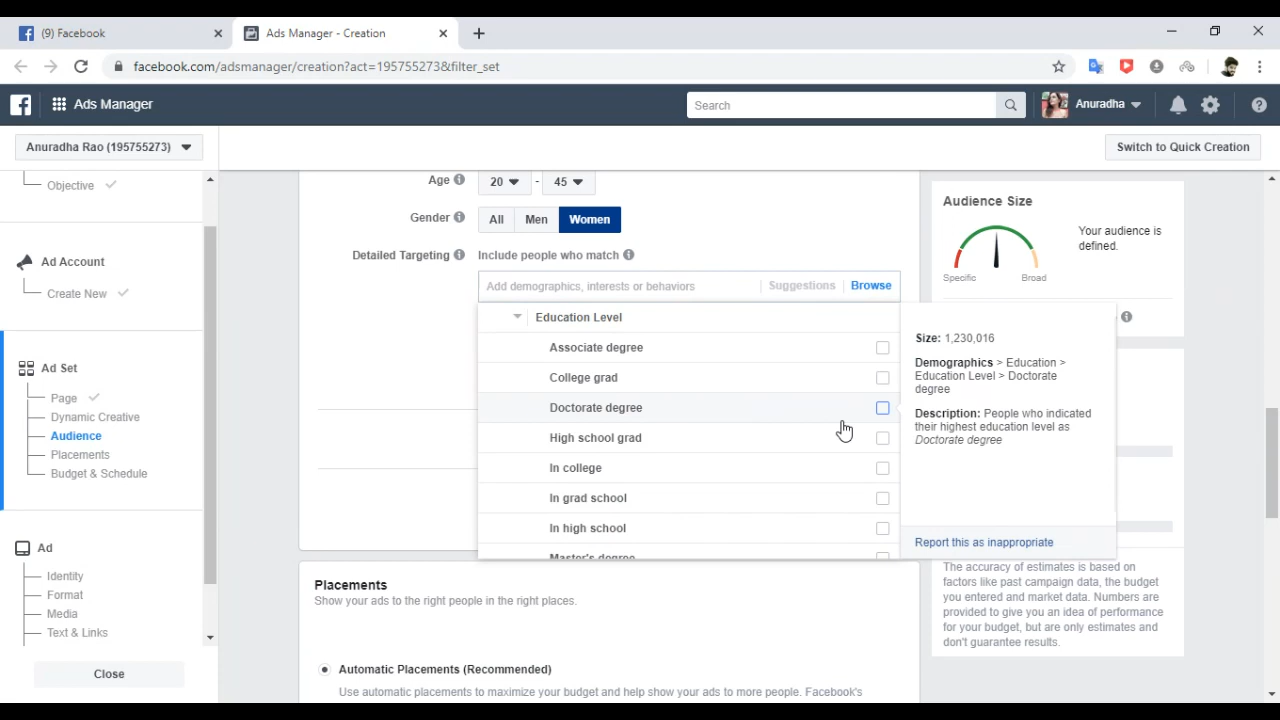 (9) Facebook
Ads Manager - Creation
facebook.com/adsmanager/creation?act=195755273&filter_set
Ads Manager
Search
Anuradha
Anuradha Rao (195755273)
Switch to Quick Creation
Objective
Ad Account
Create New
Ad Set
Page
Dynamic Creative
Audience
Placements
Budget & Schedule
Ad
Identity
Format
Media
Text & Links
Close
Age
20 - 45
Gender
All Men Women
Detailed Targeting
Include people who match
Add demographics, interests or behaviors
Suggestions Browse
Education Level
Associate degree
College grad
Doctorate degree
High school grad
In college
In grad school
In high school
Master's degree
Size: 1,230,016
Demographics > Education >
Education Level > Doctorate
degree
Description: People who indicated
their highest education level as
Doctorate degree
Report this as inappropriate
Placements
Show your ads to the right people in the right places.
Automatic Placements (Recommended)
Use automatic placements to maximize your budget and help show your ads to more people. Facebook's
Audience Size
Your audience is
defined.
Specific Broad
The accuracy of estimates is based on
factors like past campaign data, the budget
you entered and market data. Numbers are
provided to give you an idea of performance
for your budget, but are only estimates and
don't guarantee results.